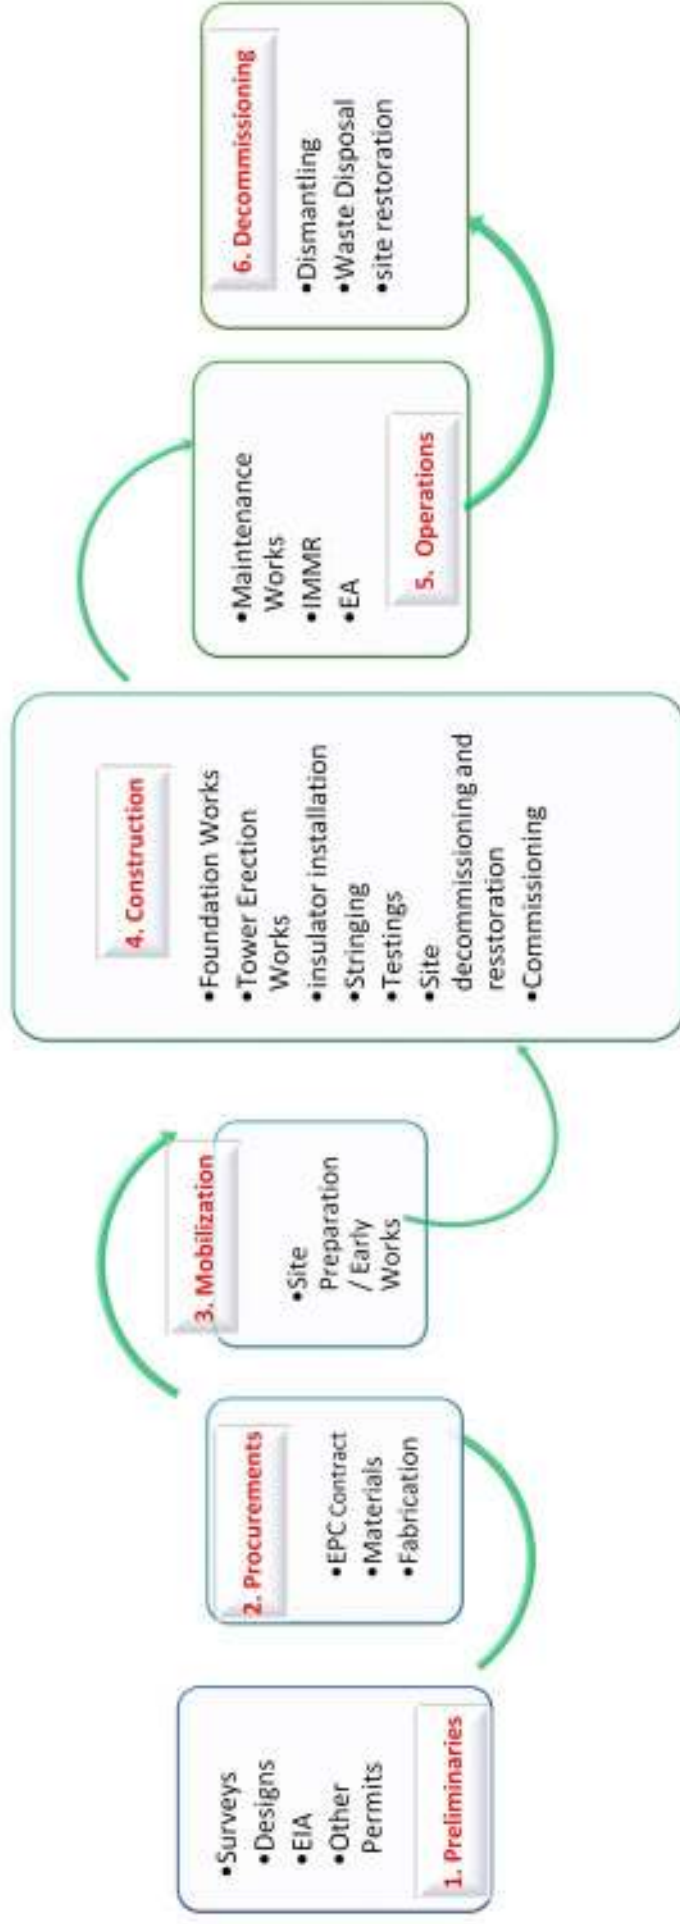 •Surveys
•Designs
•EIA
•Other
Permits
1. Preliminaries
2. Procurements
•EPC Contract
•Materials
•Fabrication
3. Mobilization
•Site
Preparation
/ Early
Works
4. Construction
•Foundation Works
•Tower Erection
Works
•insulator installation
•Stringing
•Testings
•Site
decommissioning and
resstoration
•Commissioning
•Maintenance
Works
•IMMR
•EA
5. Operations
6. Decommissioning
•Dismantling
•Waste Disposal
•site restoration